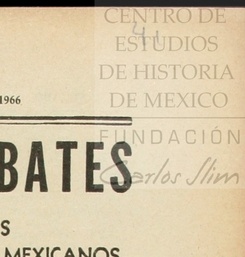 CENTRO DE
ESTUDIOS
DE HISTORIA
DE MEXICO
FUNDACIÓN
Carlos Slim
41
1966
BATES
S
MEXICANOS